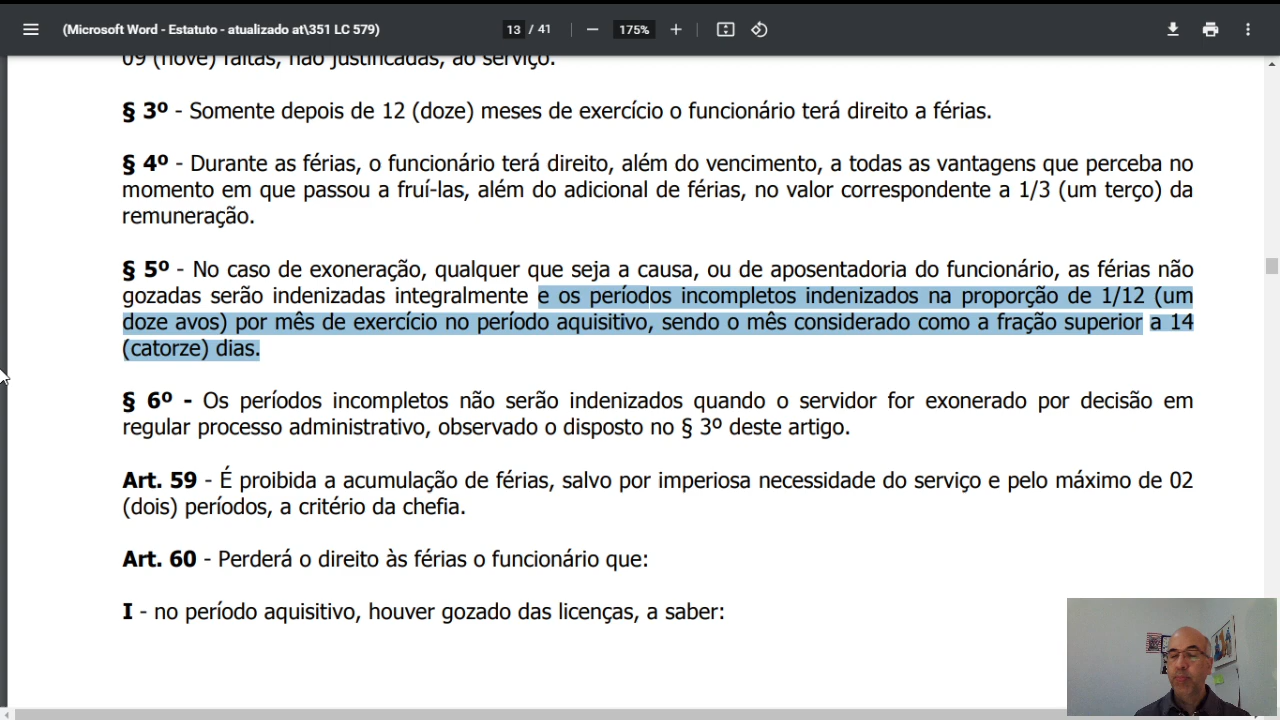 (Microsoft Word - Estatuto - atualizado at\351 LC 579)
13 / 41
175%
09 (nove) faltas, não justificadas, ao serviço.
§ 3º - Somente depois de 12 (doze) meses de exercício o funcionário terá direito a férias.
§ 4º - Durante as férias, o funcionário terá direito, além do vencimento, a todas as vantagens que perceba no
momento em que passou a fruí-las, além do adicional de férias, no valor correspondente a 1/3 (um terço) da
remuneração.
§ 5º - No caso de exoneração, qualquer que seja a causa, ou de aposentadoria do funcionário, as férias não
gozadas serão indenizadas integralmente e os períodos incompletos indenizados na proporção de 1/12 (um
doze avos) por mês de exercício no período aquisitivo, sendo o mês considerado como a fração superior a 14
(catorze) dias.
§ 6º - Os períodos incompletos não serão indenizados quando o servidor for exonerado por decisão em
regular processo administrativo, observado o disposto no § 3º deste artigo.
Art. 59 - É proibida a acumulação de férias, salvo por imperiosa necessidade do serviço e pelo máximo de 02
(dois) períodos, a critério da chefia.
Art. 60 - Perderá o direito às férias o funcionário que:
I - no período aquisitivo, houver gozado das licenças, a saber: